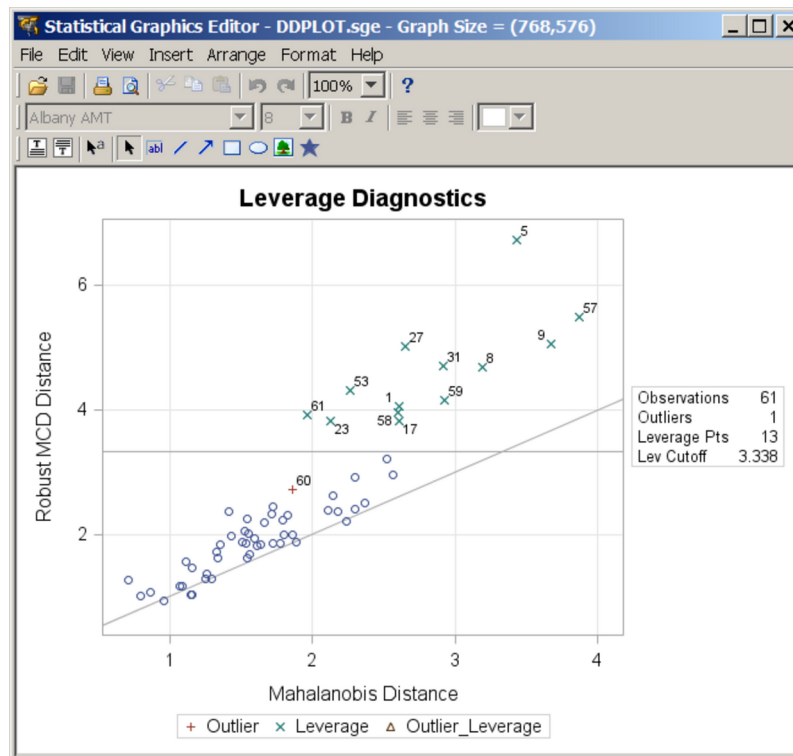 Statistical Graphics Editor - DDPLOT.sge - Graph Size = (768,576)
File Edit View Insert Arrange Format Help
100% ?
Albany AMT 8 B I
T T a abl
Leverage Diagnostics
5
6
57
27
9
31
8
53
1
59
61
4
23
58
17
60
2
1 2 3 4
Robust MCD Distance
Mahalanobis Distance
Observations 61
Outliers 1
Leverage Pts 13
Lev Cutoff 3.338
Outlier Leverage Outlier_Leverage